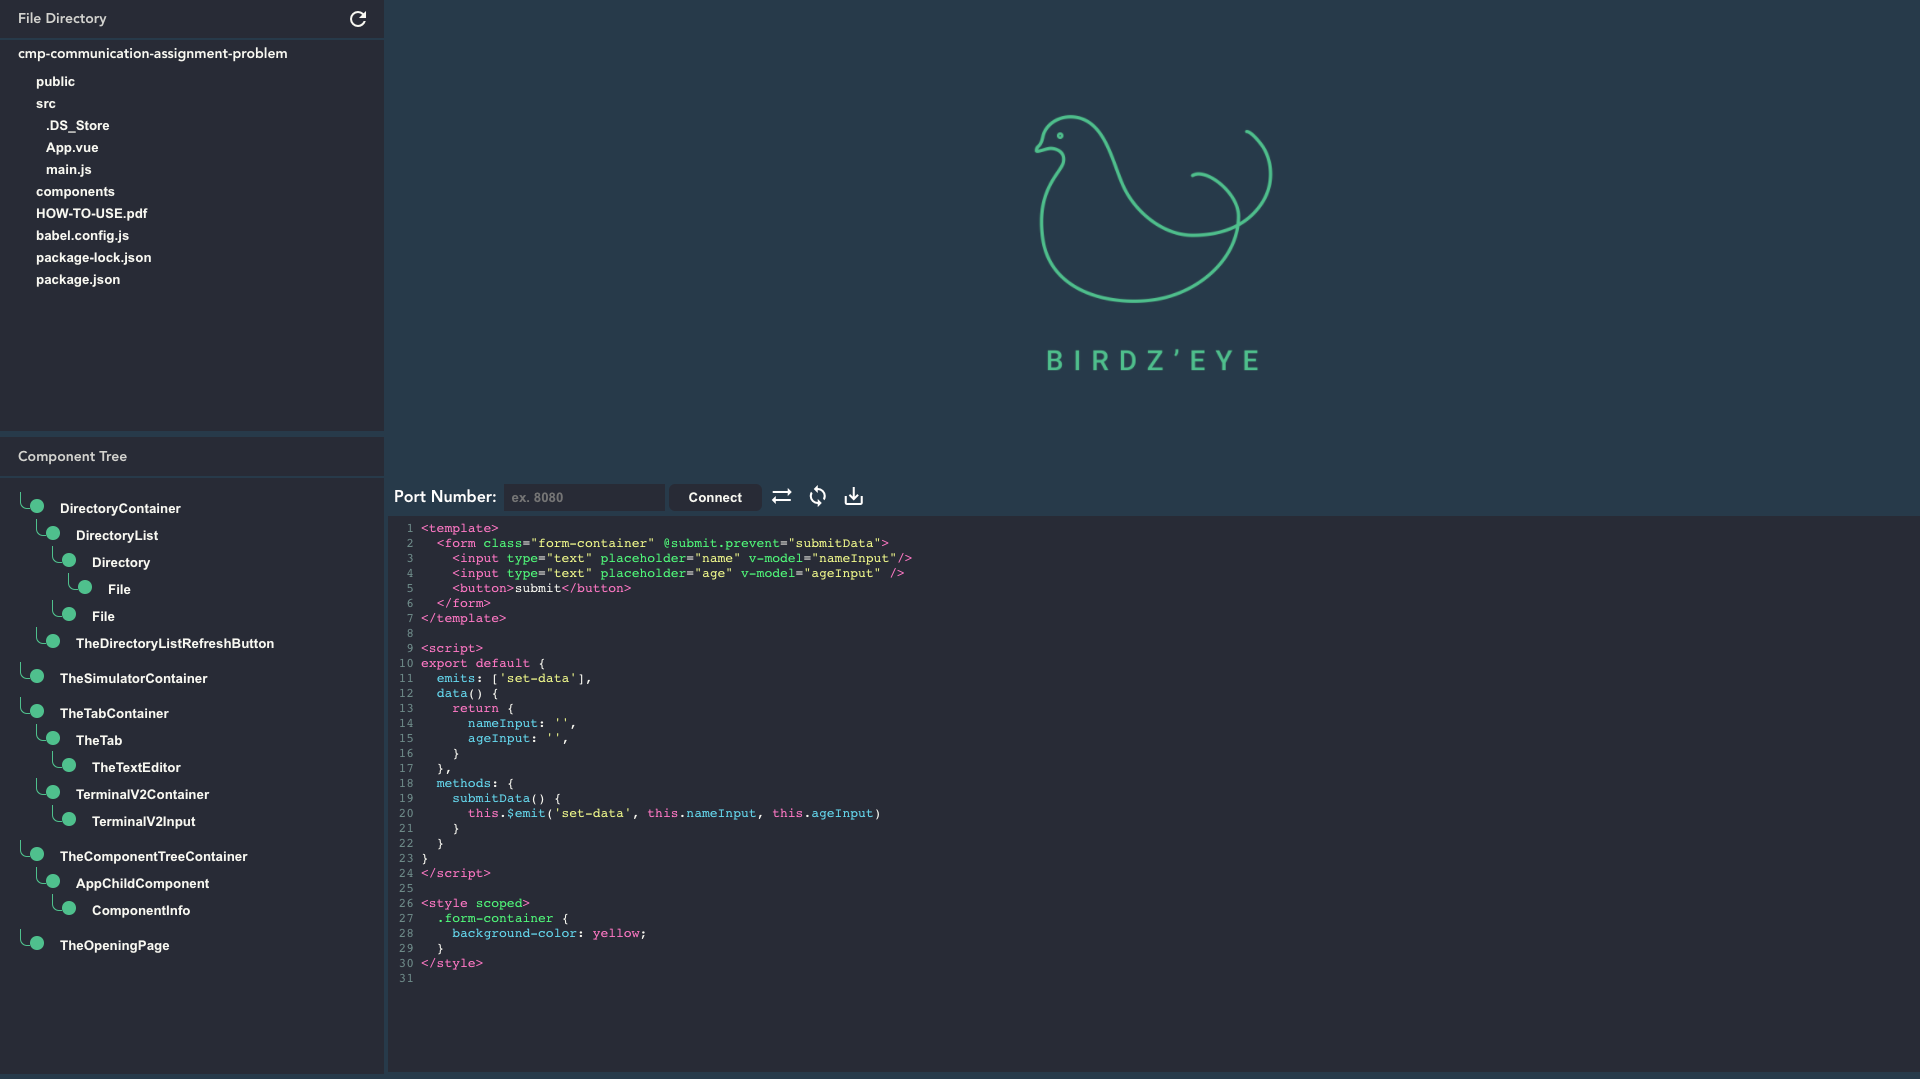 File Directory
cmp-communication-assignment-problem
public
src
.DS_Store
App.vue
main.js
components
HOW-TO-USE.pdf
babel.config.js
package-lock.json
package.json
BIRDZ'EYE
Component Tree
DirectoryContainer
DirectoryList
Directory
File
File
TheDirectoryListRefreshButton
TheSimulatorContainer
TheTabContainer
TheTab
TheTextEditor
TerminalV2Container
TerminalV2Input
TheComponentTreeContainer
AppChildComponent
ComponentInfo
TheOpeningPage
Port Number: ex. 8080 Connect
1 <template>
2   <form class="form-container" @submit.prevent="submitData">
3     <input type="text" placeholder="name" v-model="nameInput"/>
4     <input type="text" placeholder="age" v-model="ageInput" />
5     <button>submit</button>
6   </form>
7 </template>
8
9 <script>
10 export default {
11   emits: ['set-data'],
12   data() {
13     return {
14       nameInput: '',
15       ageInput: '',
16     }
17   },
18   methods: {
19     submitData() {
20       this.$emit('set-data', this.nameInput, this.ageInput)
21     }
22   }
23 }
24 </script>
25
26 <style scoped>
27   .form-container {
28     background-color: yellow;
29   }
30 </style>
31